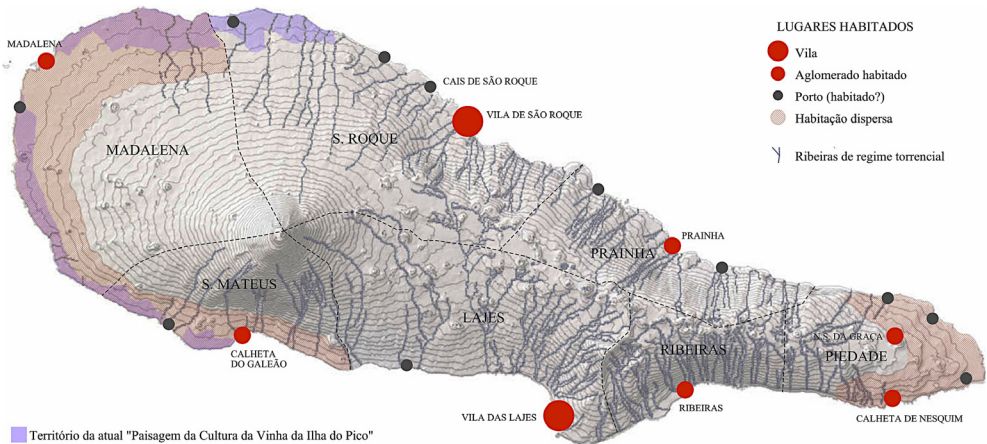 LUGARES HABITADOS
Vila
Aglomerado habitado
Porto (habitado?)
Habitação dispersa
Ribeiras de regime torrencial
MADALENA
CAIS DE SÃO ROQUE
VILA DE SÃO ROQUE
S. ROQUE
MADALENA
PRAINHA
PRAINHA
S. MATEUS
LAJES
N.S. DA GRAÇA
RIBEIRAS
PIEDADE
CALHETA
DO GALEÃO
VILA DAS LAJES
RIBEIRAS
CALHETA DE NESQUIM
Território da atual "Paisagem da Cultura da Vinha da Ilha do Pico"